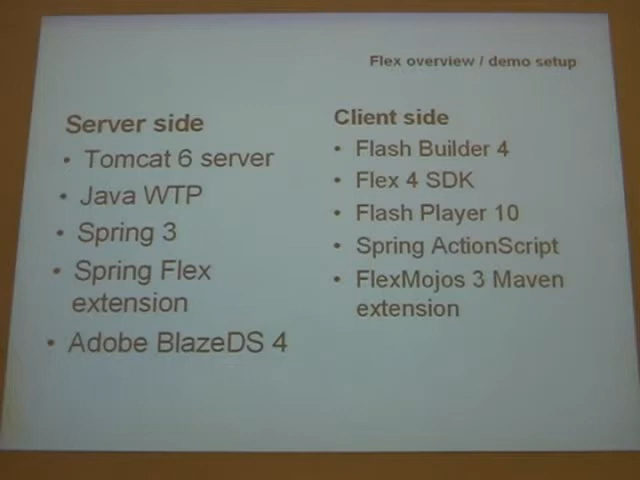 Flex overview / demo setup
Server side
• Tomcat 6 server
• Java WTP
• Spring 3
• Spring Flex
extension
• Adobe BlazeDS 4
Client side
• Flash Builder 4
• Flex 4 SDK
• Flash Player 10
• Spring ActionScript
• FlexMojos 3 Maven
extension